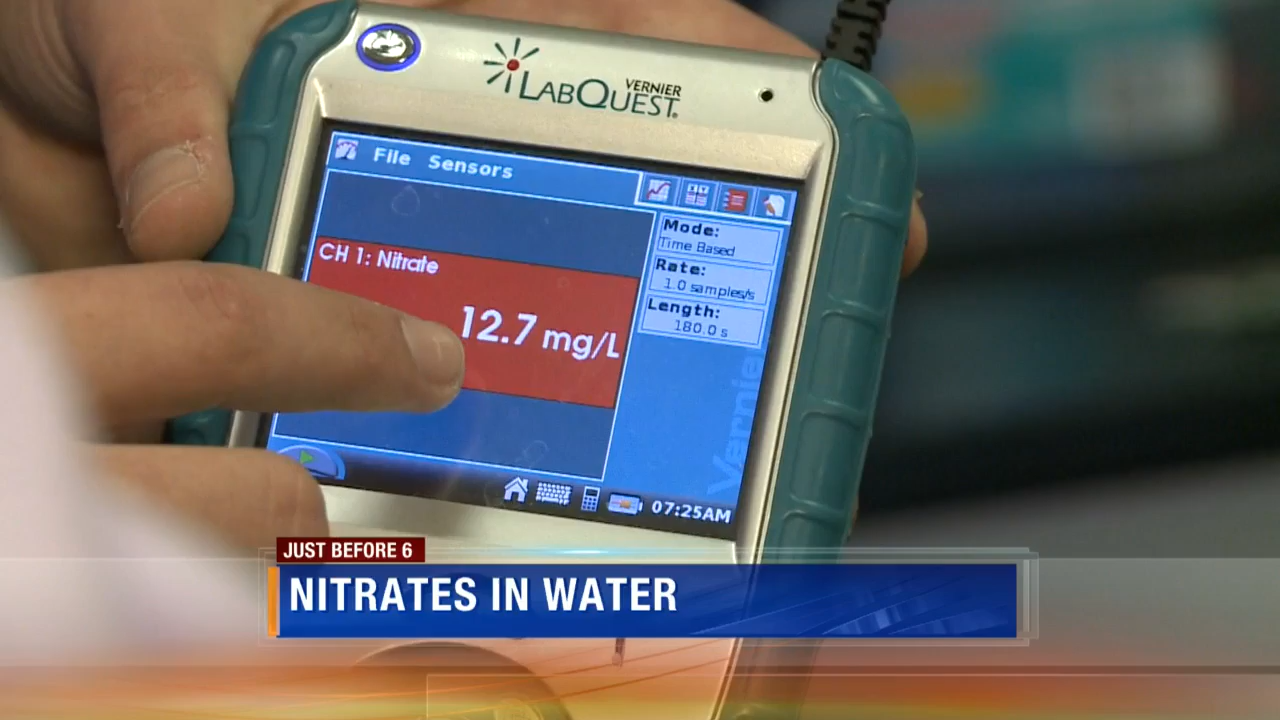 VERNIER
LABQUEST®
File Sensors
Mode:
Time Based
CH 1: Nitrate
Rate:
1.0 samples/s
12.7 mg/L
Length:
180.0 s
Vernier
07:25AM
JUST BEFORE 6
NITRATES IN WATER